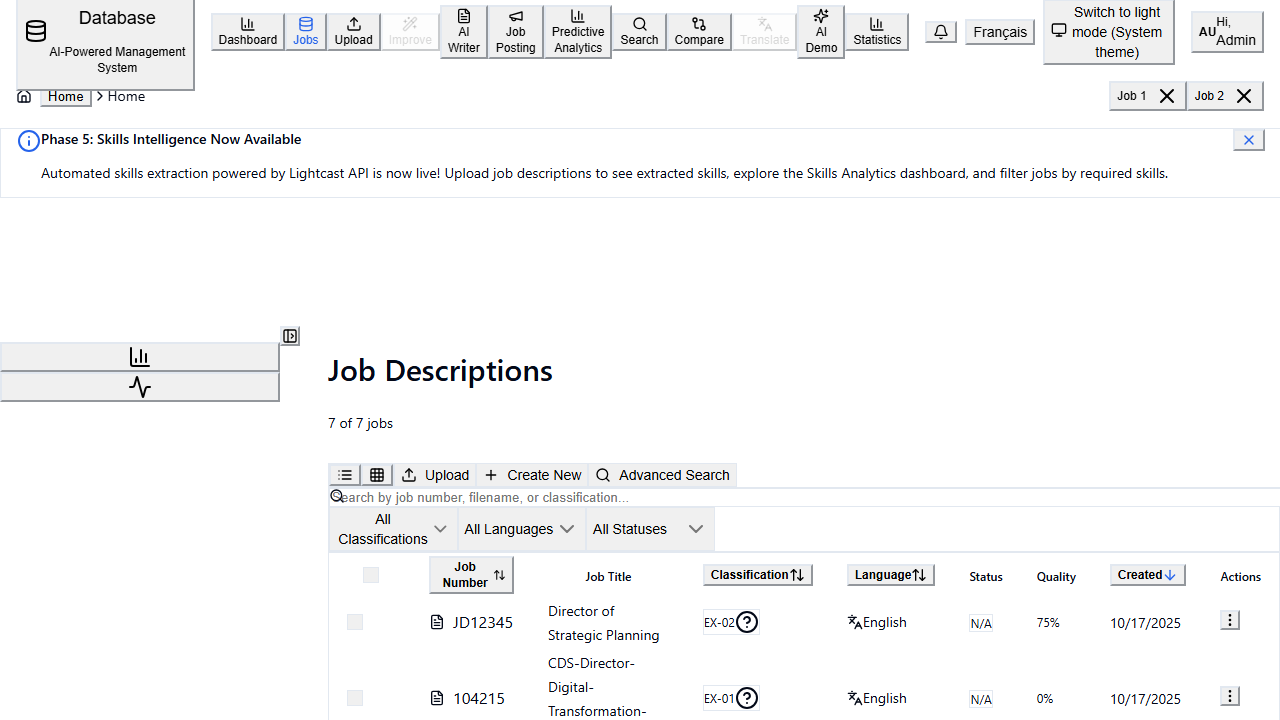 Database
AI-Powered Management
System
Dashboard
Jobs
Upload
Improve
AI
Writer
Job
Posting
Predictive
Analytics
Search
Compare
Translate
AI
Demo
Statistics
Français
Switch to light
mode (System
theme)
AU
Hi,
Admin
Home
Home
Job 1
Job 2
Phase 5: Skills Intelligence Now Available
Automated skills extraction powered by Lightcast API is now live! Upload job descriptions to see extracted skills, explore the Skills Analytics dashboard, and filter jobs by required skills.
Job Descriptions
7 of 7 jobs
Upload
Create New
Advanced Search
Search by job number, filename, or classification...
All
Classifications
All Languages
All Statuses
Job
Number
Job Title
Classification
Language
Status
Quality
Created
Actions
JD12345
Director of
Strategic Planning
EX-02
English
N/A
75%
10/17/2025
CDS-Director-
Digital-
Transformation-
104215
EX-01
English
N/A
0%
10/17/2025